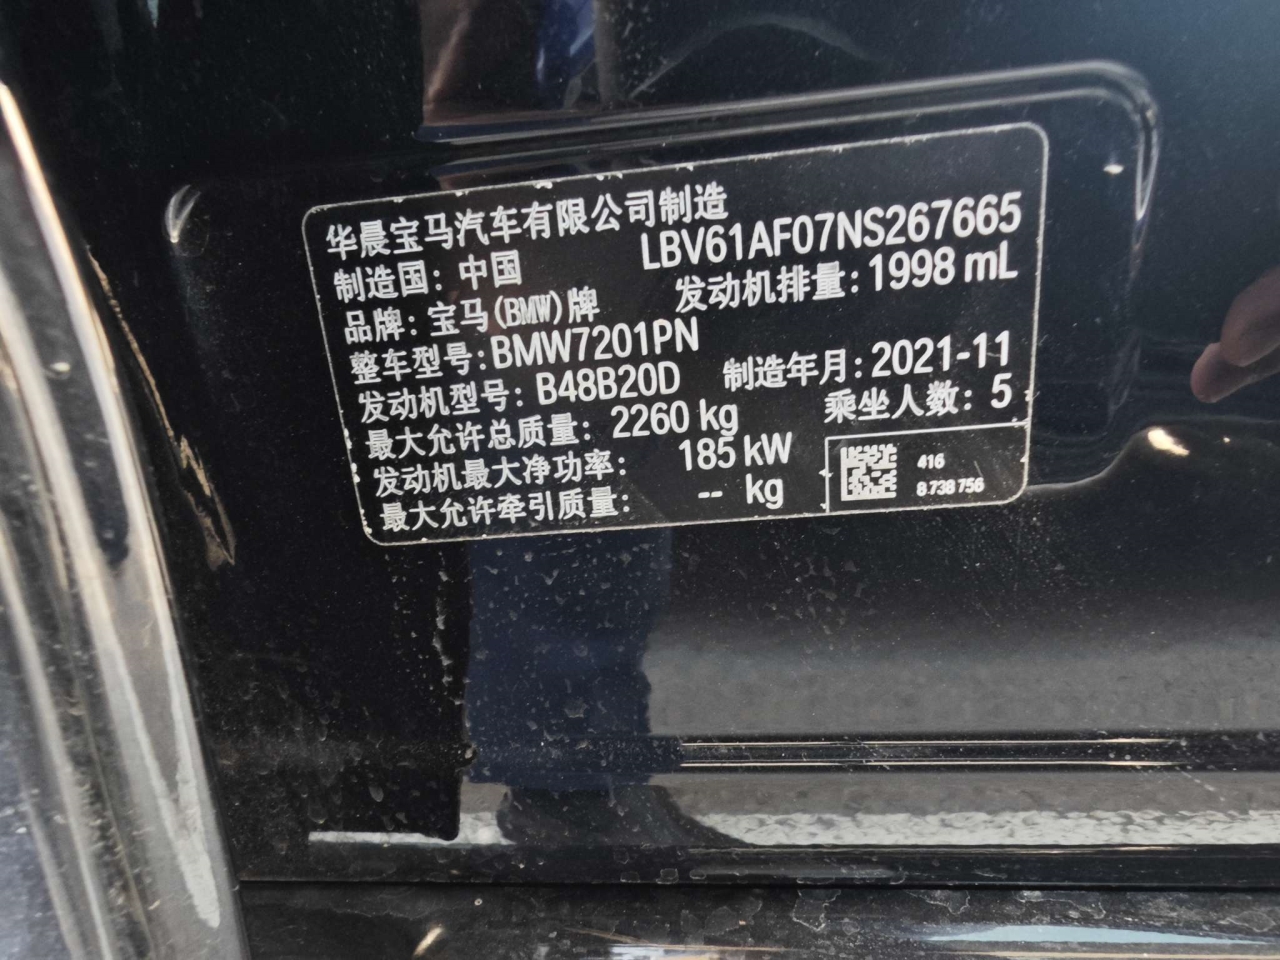 华晨宝马汽车有限公司制造
LBV61AF07NS267665
制造国：中国
发动机排量：1998 mL
品牌：宝马(BMW)牌
整车型号：BMW7201PN
制造年月：2021-11
发动机型号：B48B20D
乘坐人数：5
最大允许总质量：2260 kg
发动机最大净功率：185 kW
最大允许牵引质量：-- kg
416
8 738 756